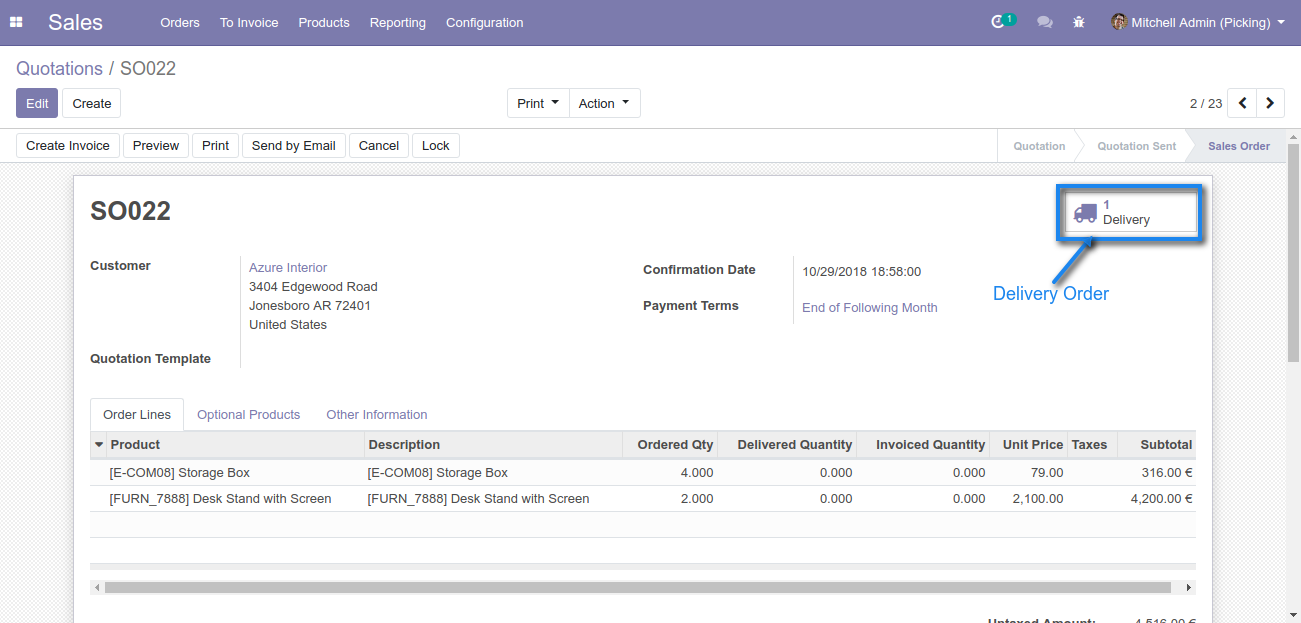 Sales Orders To Invoice Products Reporting Configuration 1 Mitchell Admin (Picking)
Quotations / SO022
Edit Create Print Action 2 / 23
Create Invoice Preview Print Send by Email Cancel Lock Quotation Quotation Sent Sales Order
SO022
1
Delivery
Delivery Order
Customer
Azure Interior
3404 Edgewood Road
Jonesboro AR 72401
United States
Confirmation Date 10/29/2018 18:58:00
Payment Terms End of Following Month
Quotation Template
Order Lines Optional Products Other Information
Product Description Ordered Qty Delivered Quantity Invoiced Quantity Unit Price Taxes Subtotal
[E-COM08] Storage Box [E-COM08] Storage Box 4.000 0.000 0.000 79.00 316.00 €
[FURN_7888] Desk Stand with Screen [FURN_7888] Desk Stand with Screen 2.000 0.000 0.000 2,100.00 4,200.00 €
Untaxed Amount: 4,516.00 €